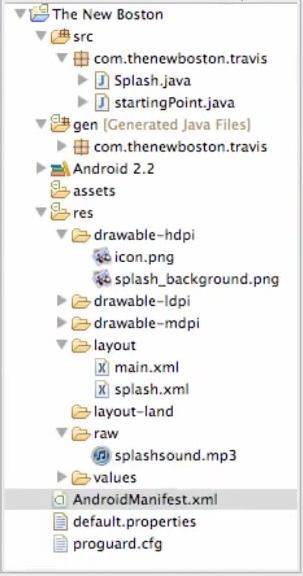 The New Boston
src
com.thenewboston.travis
Splash.java
startingPoint.java
gen [Generated Java Files]
com.thenewboston.travis
Android 2.2
assets
res
drawable-hdpi
icon.png
splash_background.png
drawable-ldpi
drawable-mdpi
layout
main.xml
splash.xml
layout-land
raw
splashsound.mp3
values
AndroidManifest.xml
default.properties
proguard.cfg